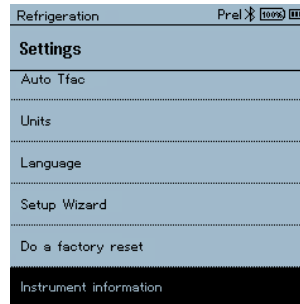 Refrigeration Prel 100%
Settings
Auto Tfac
Units
Language
Setup Wizard
Do a factory reset
Instrument information